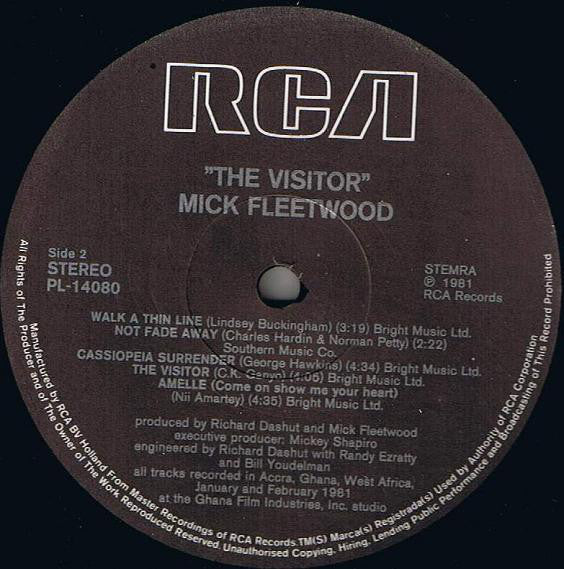 RCA
"THE VISITOR"
MICK FLEETWOOD
Side 2
STEREO
PL-14080
STEMRA
℗ 1981
RCA Records
WALK A THIN LINE (Lindsey Buckingham) (3:19) Bright Music Ltd.
NOT FADE AWAY (Charles Hardin & Norman Petty) (2:22)
Southern Music Co.
CASSIOPEIA SURRENDER (George Hawkins) (4:34) Bright Music Ltd.
THE VISITOR (C.K. Ganyo) (4:05) Bright Music Ltd.
AMELLE (Come on show me your heart)
(Nii Amartey) (4:35) Bright Music Ltd.
produced by Richard Dashut and Mick Fleetwood
executive producer: Mickey Shapiro
engineered by Richard Dashut with Randy Ezratty
and Bill Youdelman
all tracks recorded in Accra, Ghana, West Africa,
January and February 1981
at the Ghana Film Industries, Inc. studio
Manufactured by RCA BV Holland From Master Recordings of RCA Records.TM(S) Marca(s) Registrada(s) Used by Authority of RCA Corporation
All Rights of The Producer and of The Owner of The Work Reproduced Reserved. Unauthorised Copying, Hiring, Lending Public Performance and Broadcasting of This Record Prohibited